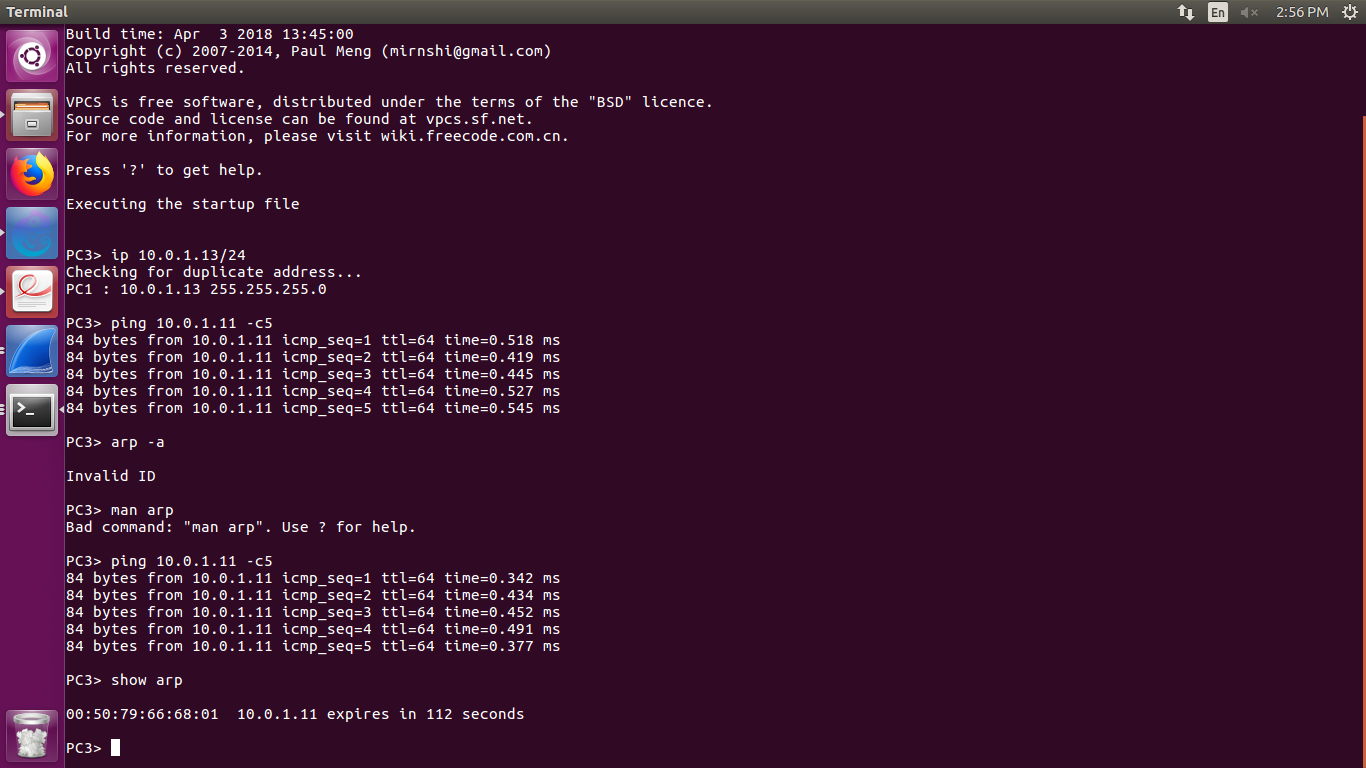 Terminal
En
2:56 PM
Build time: Apr  3 2018 13:45:00
Copyright (c) 2007-2014, Paul Meng (mirnshi@gmail.com)
All rights reserved.
VPCS is free software, distributed under the terms of the "BSD" licence.
Source code and license can be found at vpcs.sf.net.
For more information, please visit wiki.freecode.com.cn.
Press '?' to get help.
Executing the startup file
PC3> ip 10.0.1.13/24
Checking for duplicate address...
PC1 : 10.0.1.13 255.255.255.0
PC3> ping 10.0.1.11 -c5
84 bytes from 10.0.1.11 icmp_seq=1 ttl=64 time=0.518 ms
84 bytes from 10.0.1.11 icmp_seq=2 ttl=64 time=0.419 ms
84 bytes from 10.0.1.11 icmp_seq=3 ttl=64 time=0.445 ms
84 bytes from 10.0.1.11 icmp_seq=4 ttl=64 time=0.527 ms
84 bytes from 10.0.1.11 icmp_seq=5 ttl=64 time=0.545 ms
PC3> arp -a
Invalid ID
PC3> man arp
Bad command: "man arp". Use ? for help.
PC3> ping 10.0.1.11 -c5
84 bytes from 10.0.1.11 icmp_seq=1 ttl=64 time=0.342 ms
84 bytes from 10.0.1.11 icmp_seq=2 ttl=64 time=0.434 ms
84 bytes from 10.0.1.11 icmp_seq=3 ttl=64 time=0.452 ms
84 bytes from 10.0.1.11 icmp_seq=4 ttl=64 time=0.491 ms
84 bytes from 10.0.1.11 icmp_seq=5 ttl=64 time=0.377 ms
PC3> show arp
00:50:79:66:68:01  10.0.1.11 expires in 112 seconds
PC3>